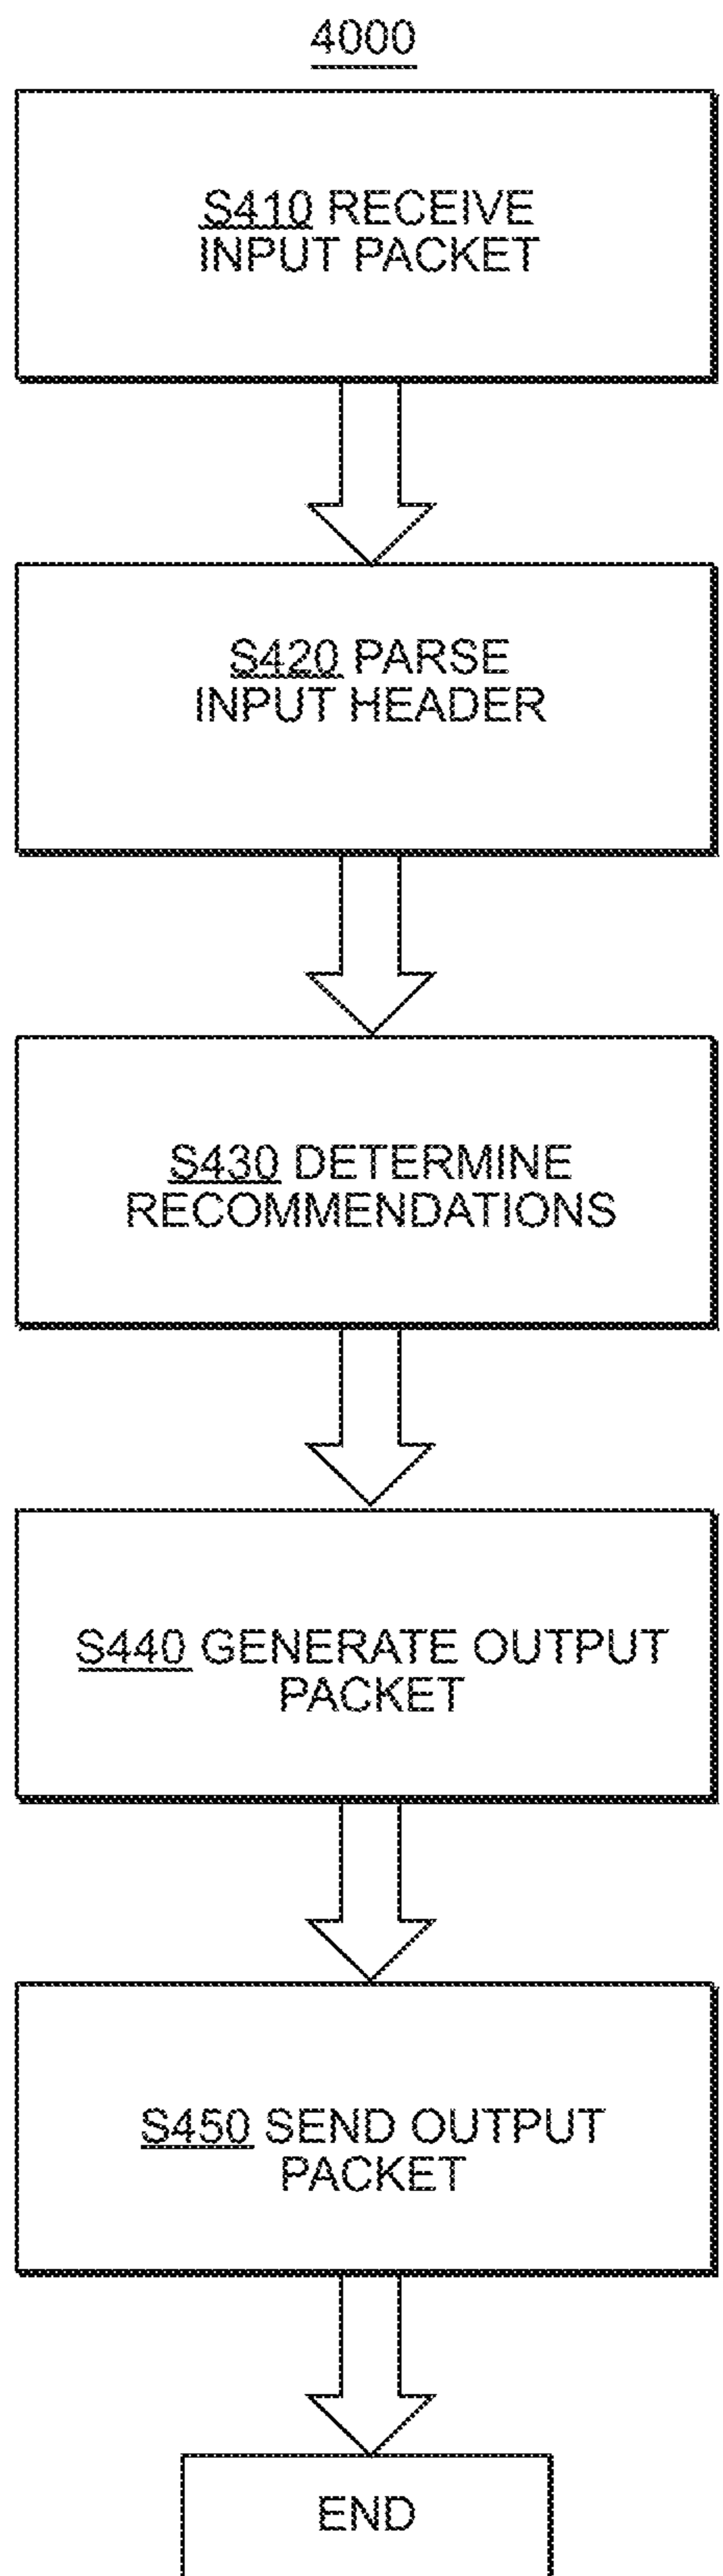 4000
S410 RECEIVE
INPUT PACKET
S420 PARSE
INPUT HEADER
S430 DETERMINE
RECOMMENDATIONS
S440 GENERATE OUTPUT
PACKET
S450 SEND OUTPUT
PACKET
END